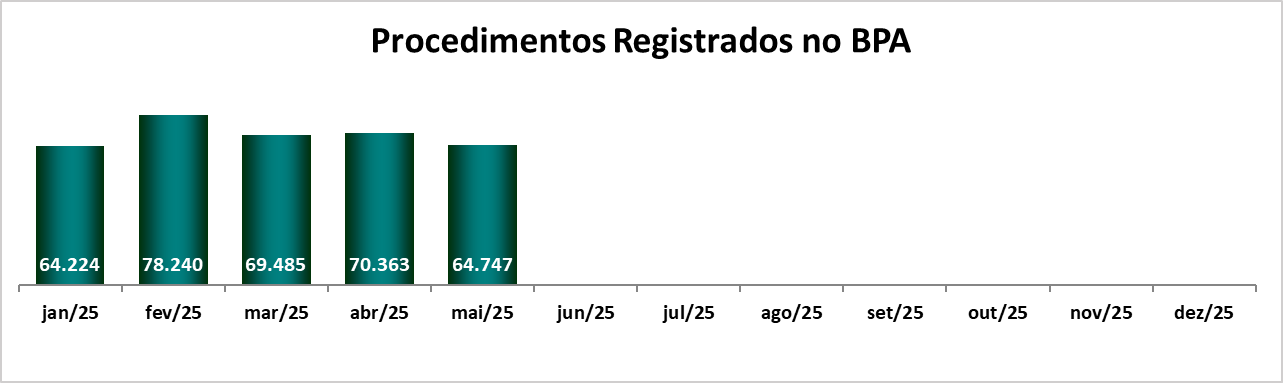 Procedimentos Registrados no BPA
64.224 78.240 69.485 70.363 64.747
jan/25 fev/25 mar/25 abr/25 mai/25 jun/25 jul/25 ago/25 set/25 out/25 nov/25 dez/25